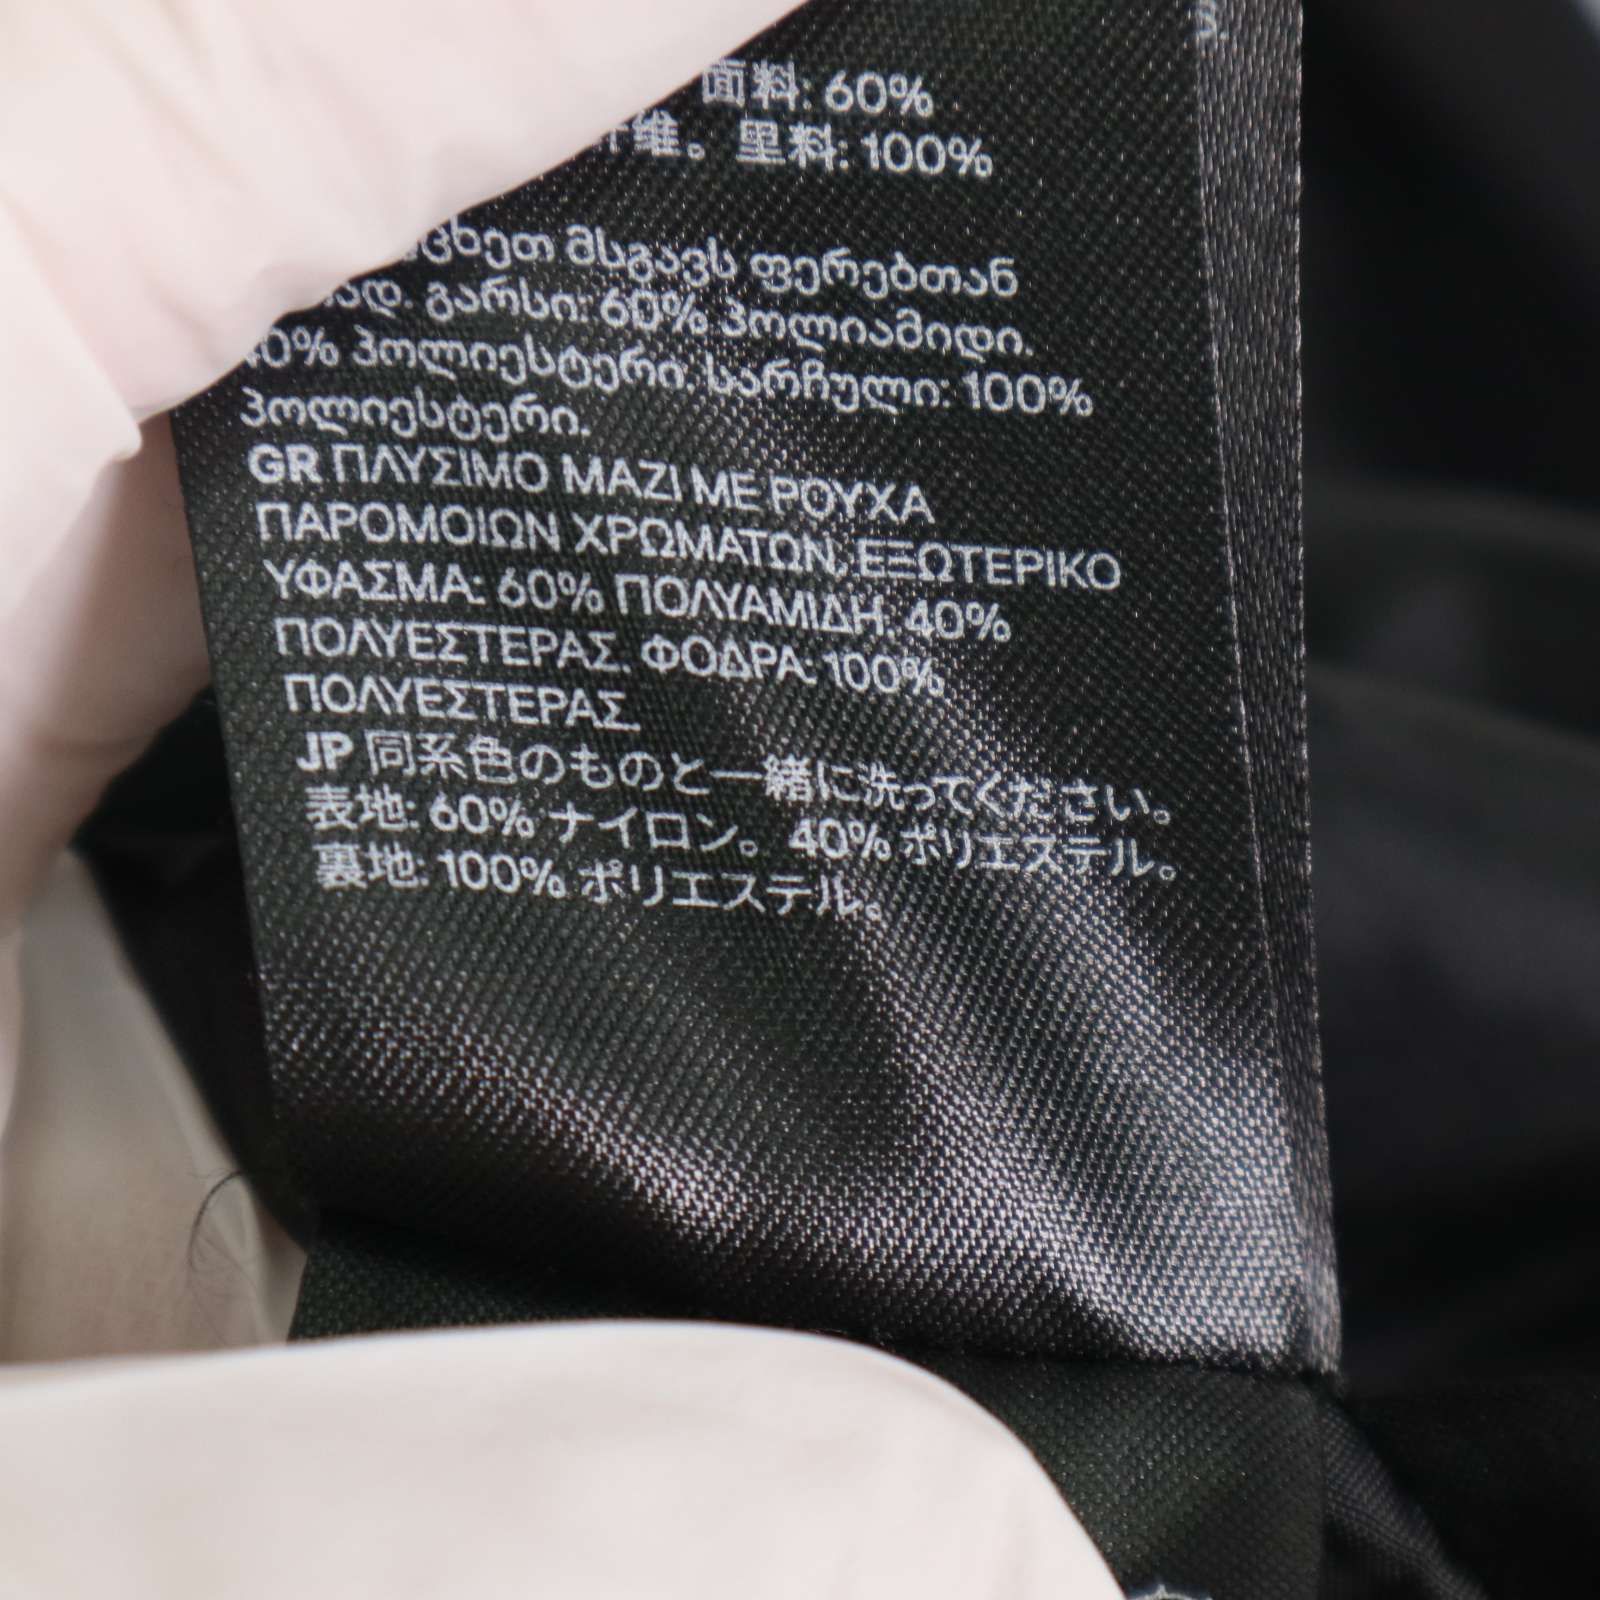 面料: 60%
维。 里料: 100%
მსგავს ფერებთან
გარსი: 60% პოლიამიდი.
40% პოლიესტერი. სარჩული: 100%
პოლიესტერი.
GR ΠΛΥΣΙΜΟ ΜΑΖΙ ΜΕ ΡΟΥΧΑ
ΠΑΡΟΜΟΙΩΝ ΧΡΩΜΑΤΩΝ. ΕΞΩΤΕΡΙΚΟ
ΥΦΑΣΜΑ: 60% ΠΟΛΥΑΜΙΔΗ. 40%
ΠΟΛΥΕΣΤΕΡΑΣ. ΦΟΔΡΑ: 100%
ΠΟΛΥΕΣΤΕΡΑΣ.
JP 同系色のものと一緒に洗ってください。
表地: 60% ナイロン。 40% ポリエステル。
裏地: 100% ポリエステル。